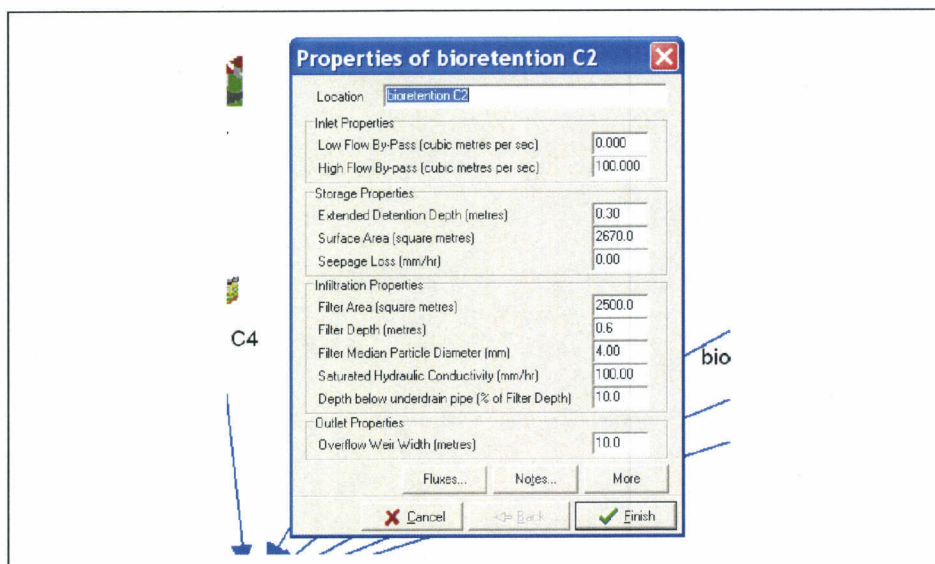 Properties of bioretention C2
Location bioretention C2
Inlet Properties
Low Flow By-Pass (cubic metres per sec) 0.000
High Flow By-pass (cubic metres per sec) 100.000
Storage Properties
Extended Detention Depth (metres) 0.30
Surface Area (square metres) 2670.0
Seepage Loss (mm/hr) 0.00
Infiltration Properties
Filter Area (square metres) 2500.0
Filter Depth (metres) 0.6
Filter Median Particle Diameter (mm) 4.00
Saturated Hydraulic Conductivity (mm/hr) 100.00
Depth below underdrain pipe (% of Filter Depth) 10.0
Outlet Properties
Overflow Weir Width (metres) 10.0
Fluxes... Notes... More
Cancel <= Back Finish
C4
bio